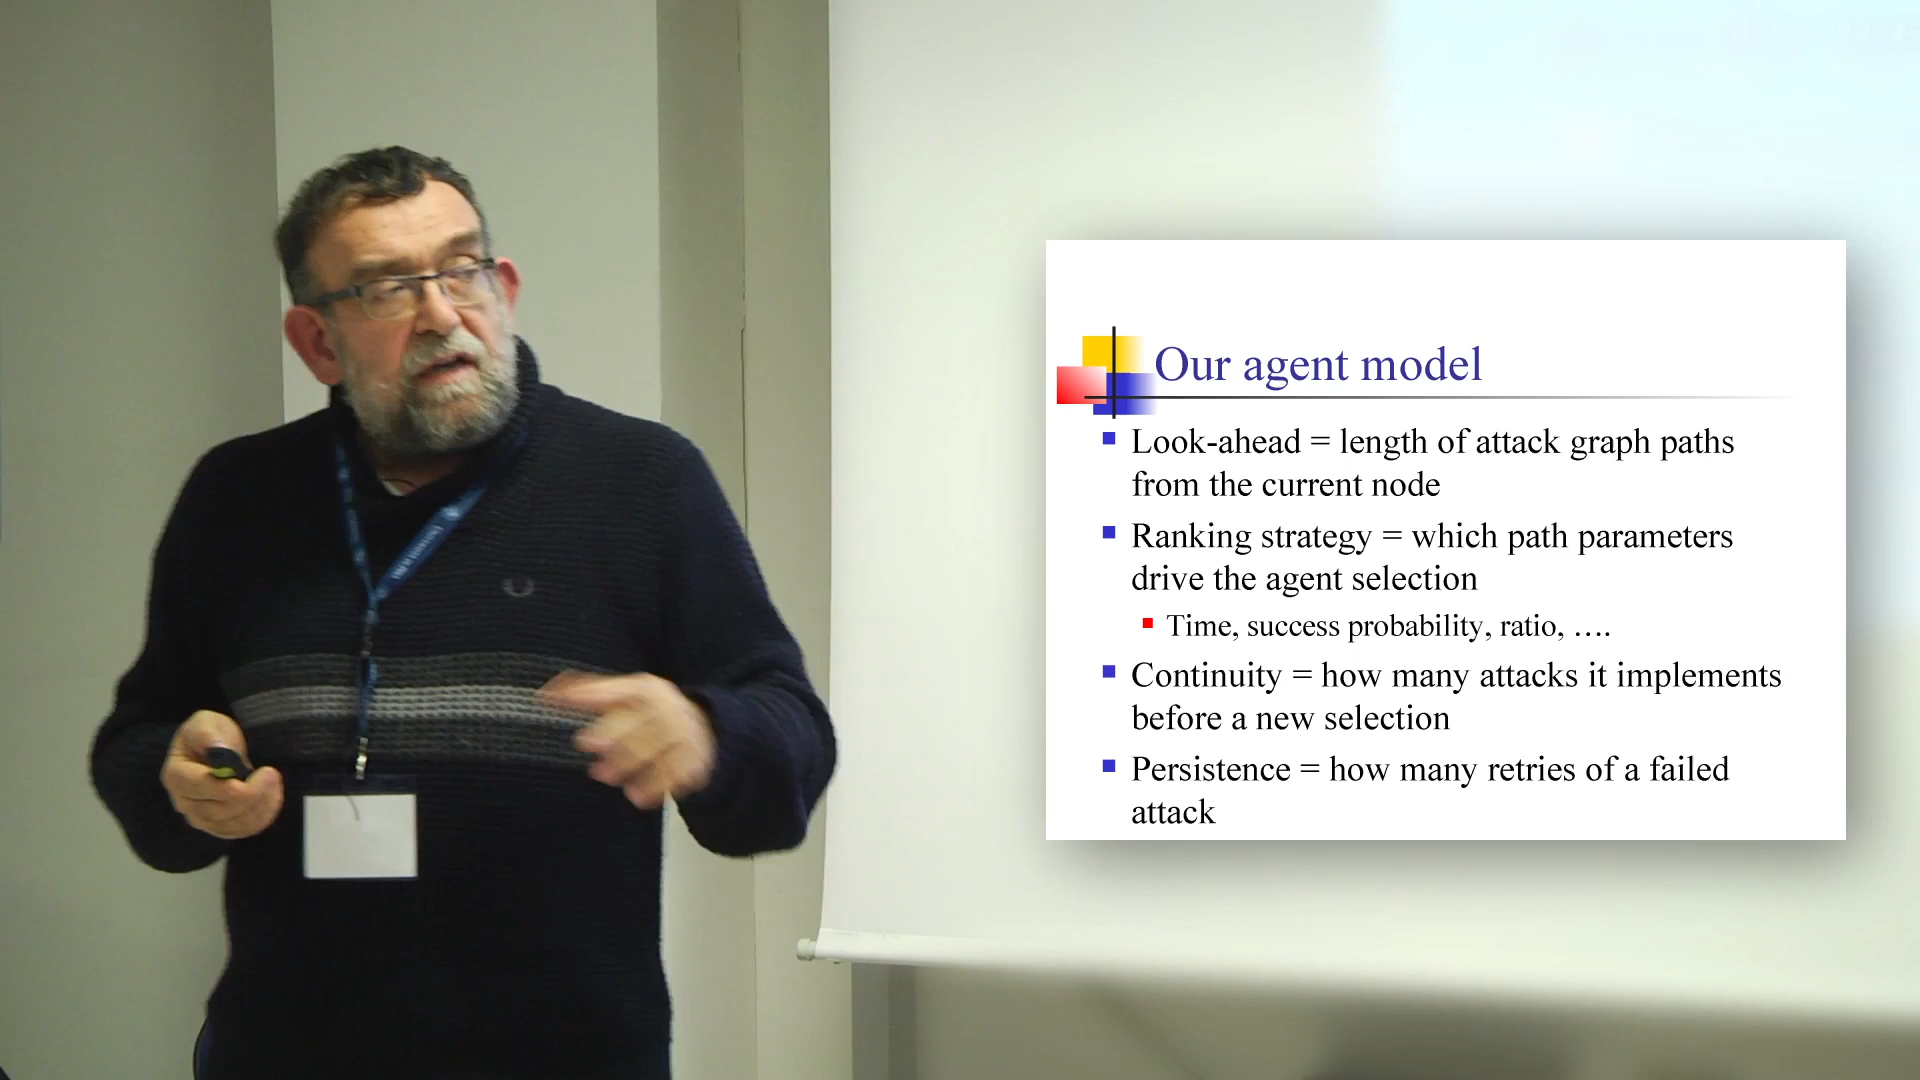 Our agent model
Look-ahead = length of attack graph paths
from the current node
Ranking strategy = which path parameters
drive the agent selection
Time, success probability, ratio, ….
Continuity = how many attacks it implements
before a new selection
Persistence = how many retries of a failed
attack